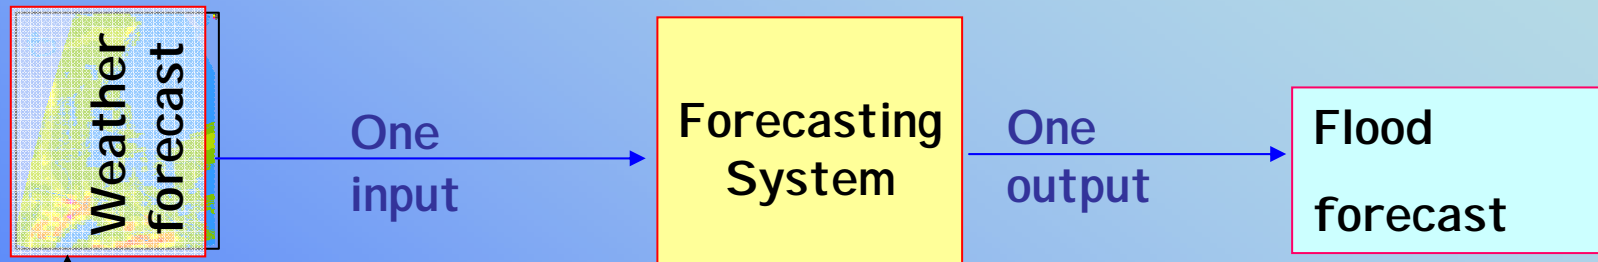 Weather
forecast
One
input
Forecasting
System
One
output
Flood
forecast